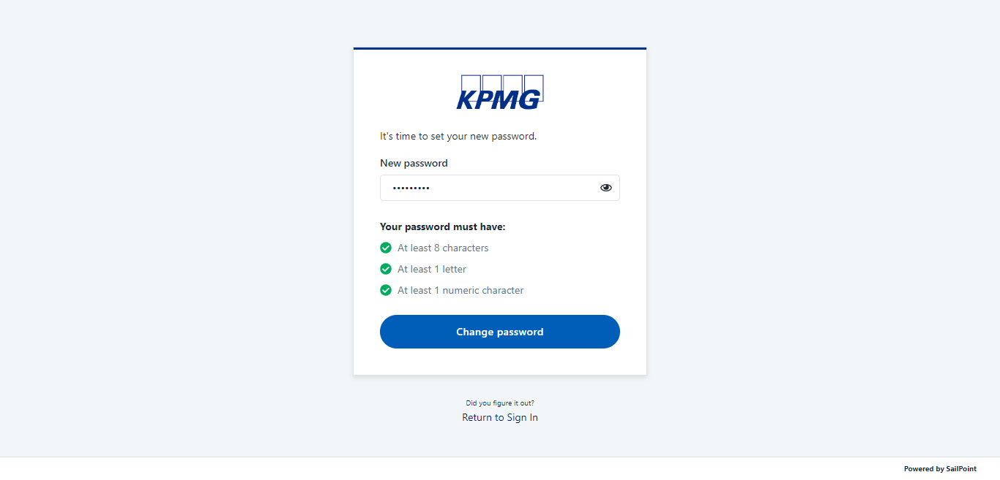 KPMG
It's time to set your new password.
New password
•••••••••
Your password must have:
At least 8 characters
At least 1 letter
At least 1 numeric character
Change password
Did you figure it out?
Return to Sign In
Powered by SailPoint